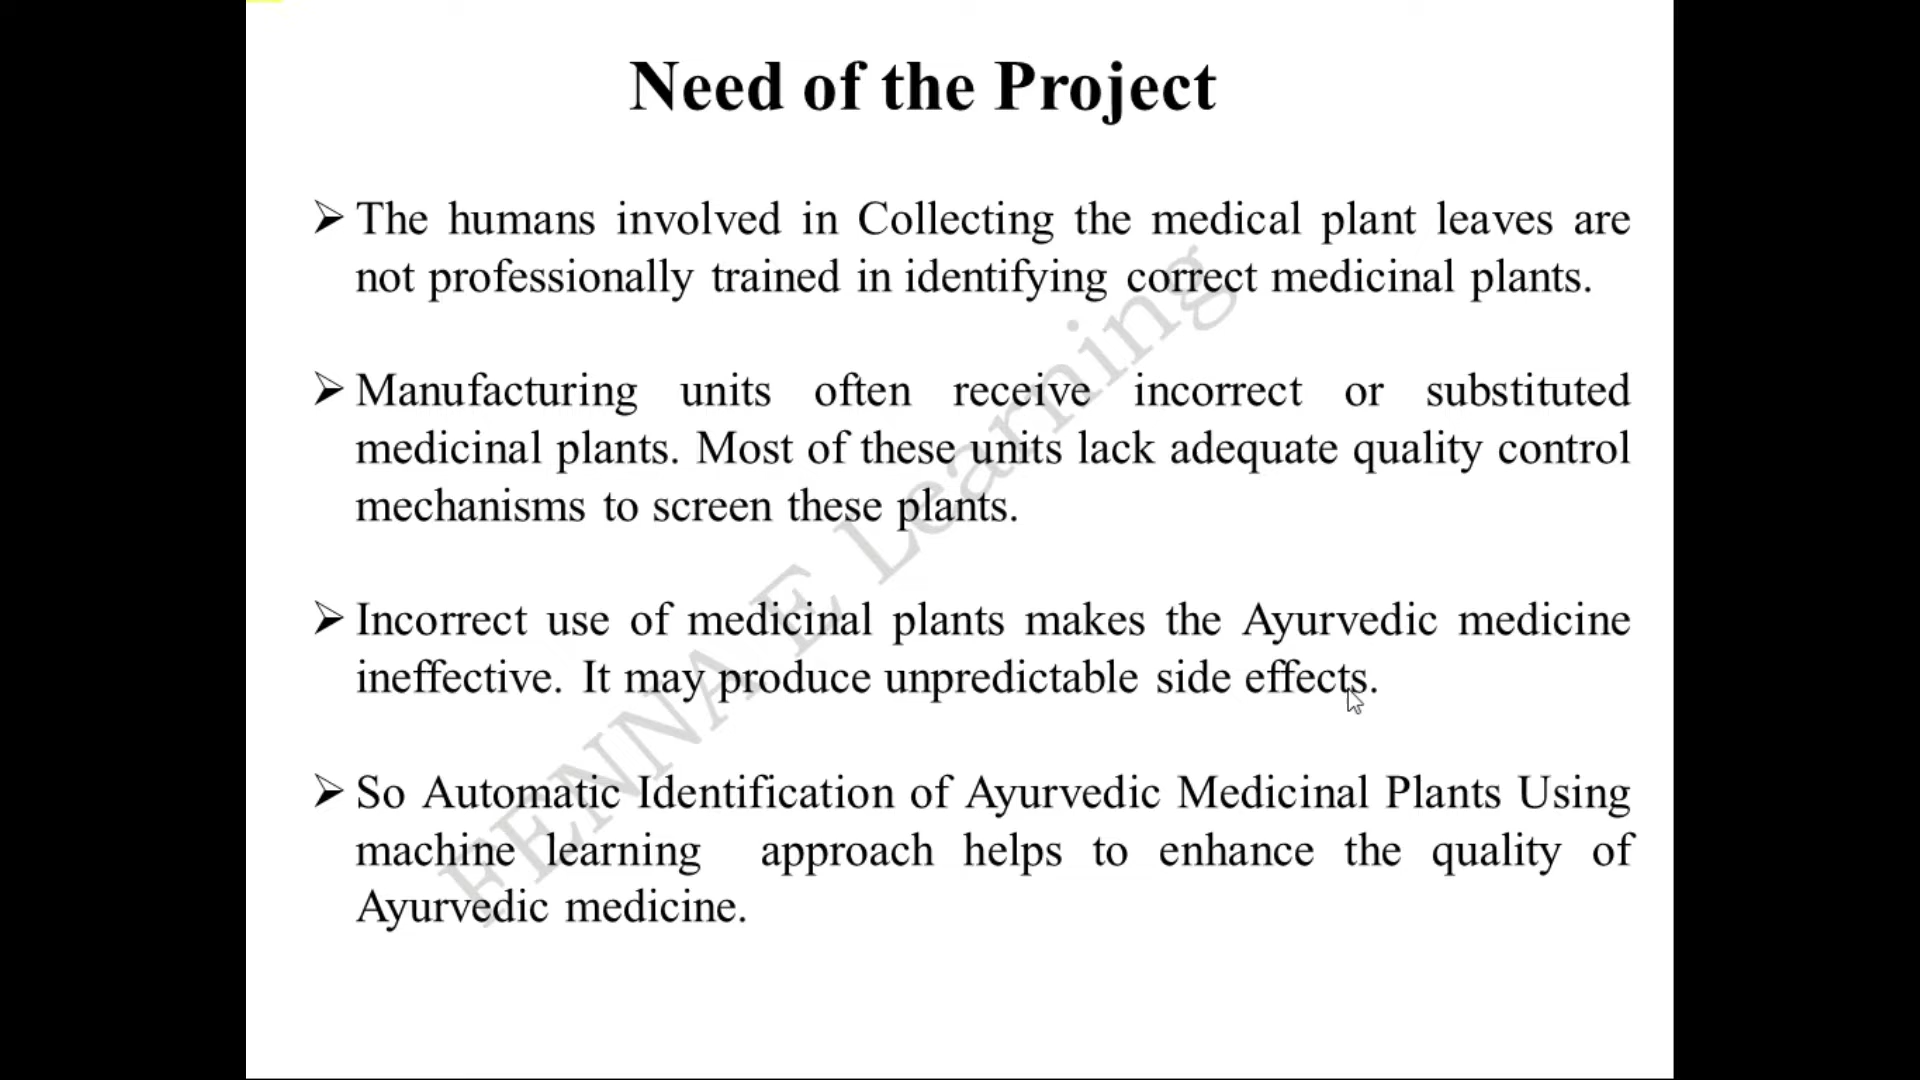 Need of the Project
➢ The humans involved in Collecting the medical plant leaves are
not professionally trained in identifying correct medicinal plants.
➢ Manufacturing units often receive incorrect or substituted
medicinal plants. Most of these units lack adequate quality control
mechanisms to screen these plants.
➢ Incorrect use of medicinal plants makes the Ayurvedic medicine
ineffective. It may produce unpredictable side effects.
➢ So Automatic Identification of Ayurvedic Medicinal Plants Using
machine learning approach helps to enhance the quality of
Ayurvedic medicine.
FENNA E Learning